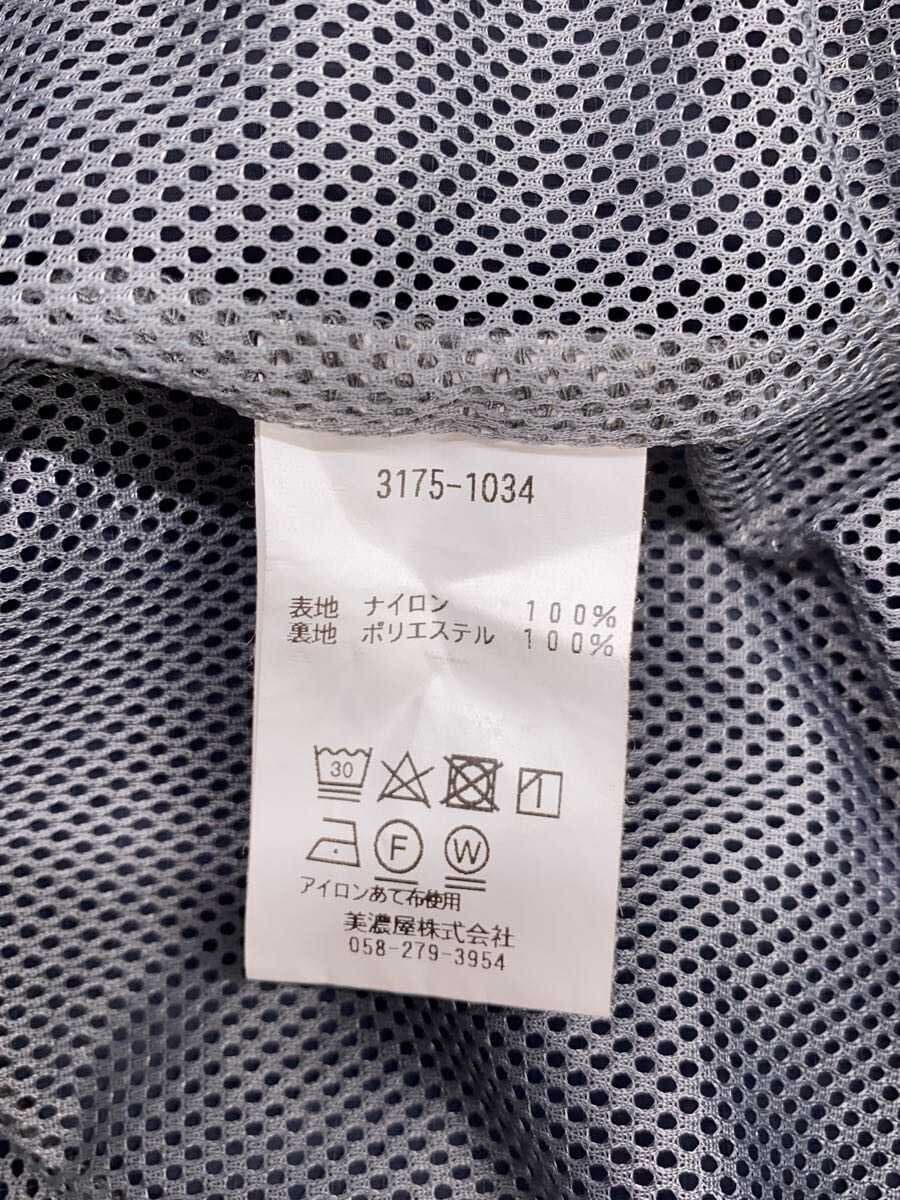 3175-1034
表地 ナイロン 100%
裏地 ポリエステル 100%
30
F W
アイロンあて布使用
美濃屋株式会社
058-279-3954